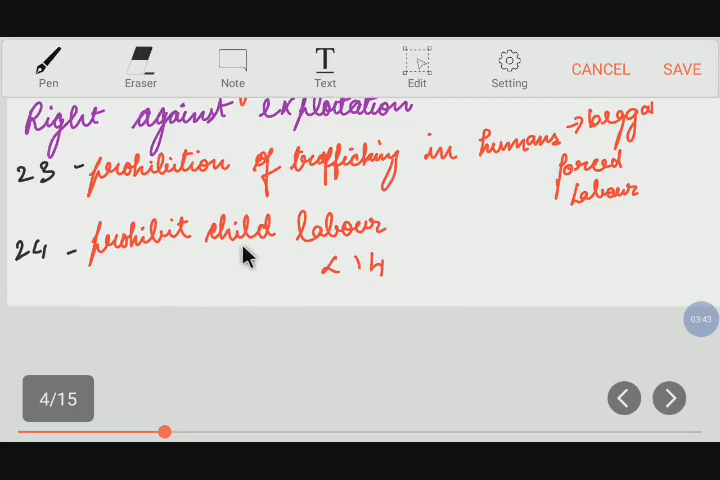 Pen
Eraser
Note
Text
Edit
Setting
CANCEL
SAVE
Right against exploitation
23 - prohibition of trafficking in humans → beggar
forced
Labour
24 - prohibit child labour
< 14
03:43
4/15